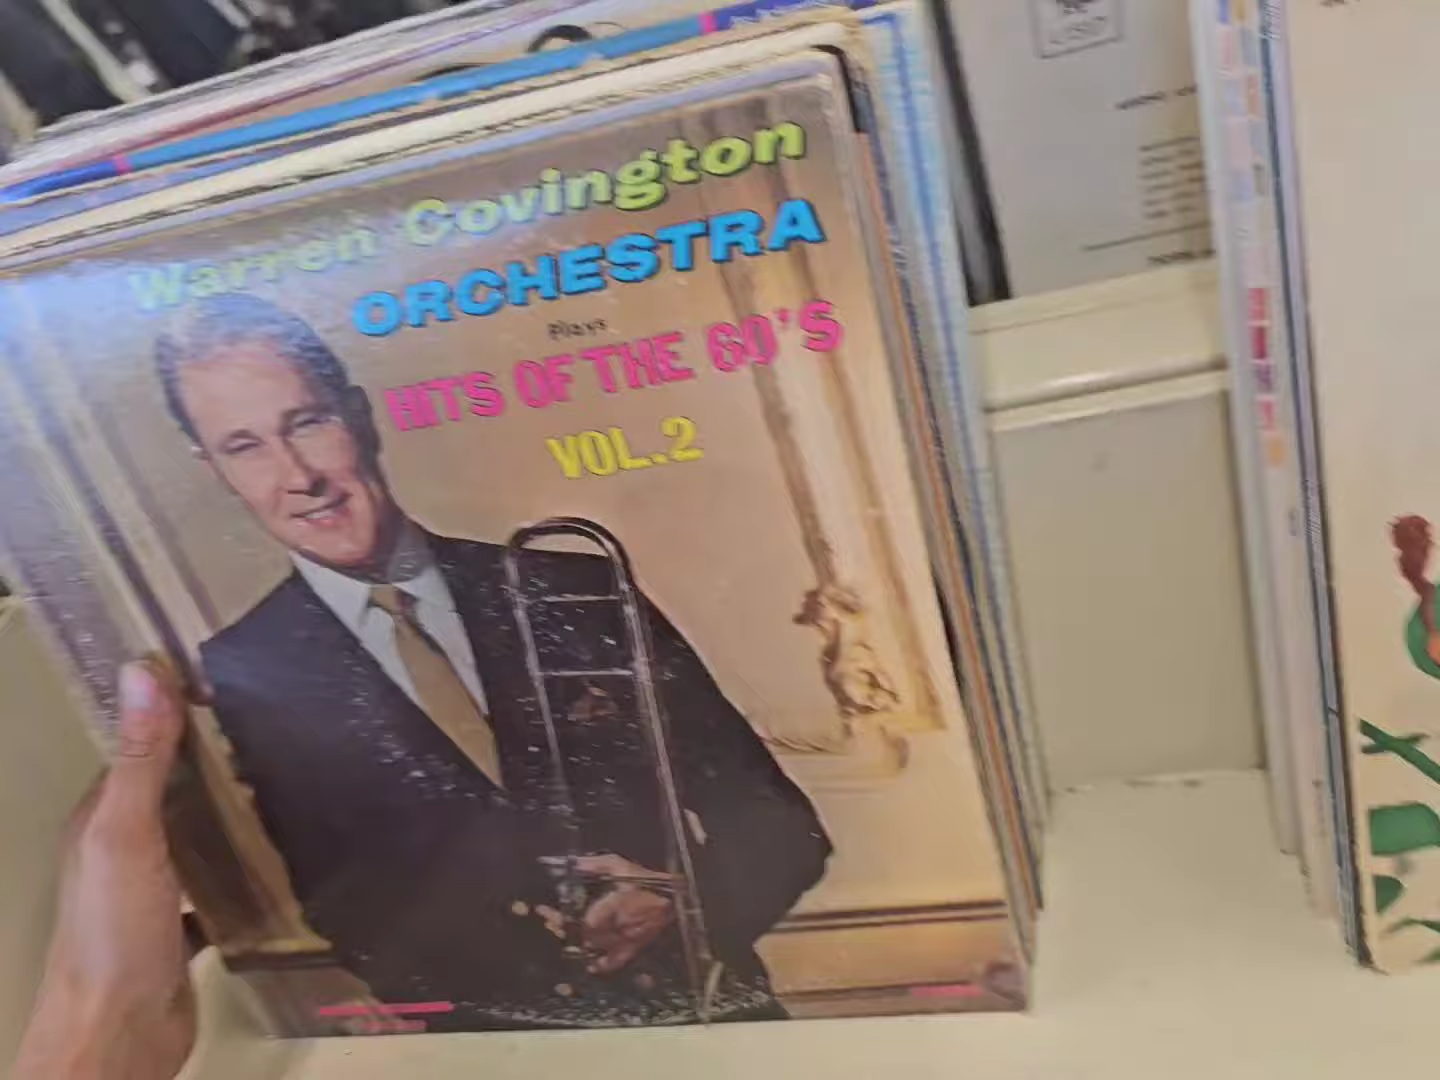 Warren Covington
ORCHESTRA
Plays
HITS OF THE 60'S
VOL.2